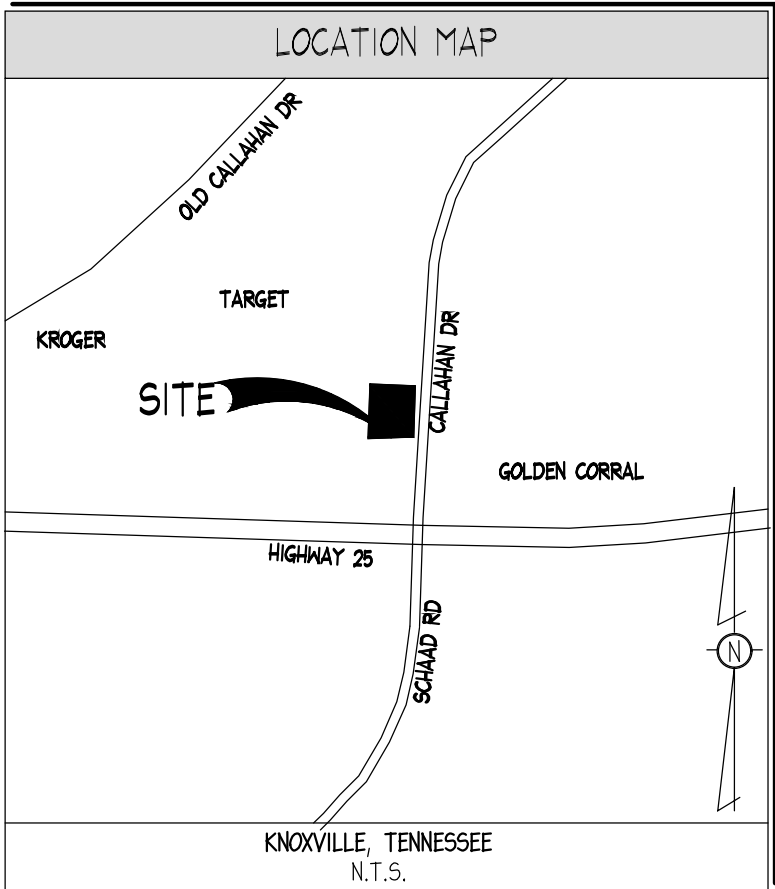 LOCATION MAP
OLD CALLAHAN DR
TARGET
KROGER
CALLAHAN DR
SITE
GOLDEN CORRAL
HIGHWAY 25
SCHAAD RD
N
KNOXVILLE, TENNESSEE
N.T.S.